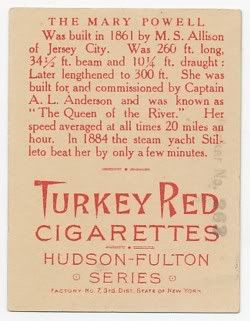 THE MARY POWELL
Was built in 1861 by M. S. Allison
of Jersey City. Was 260 ft. long,
34½ ft. beam and 10¼ ft. draught:
Later lengthened to 300 ft. She was
built for and commissioned by Captain
A. L. Anderson and was known as
"The Queen of the River." Her
speed averaged at all times 20 miles an
hour. In 1884 the steam yacht Stil-
leto beat her by only a few minutes.
TURKEY RED
CIGARETTES
HUDSON-FULTON
SERIES
FACTORY No. 7, 3rd. Dist. State of New York